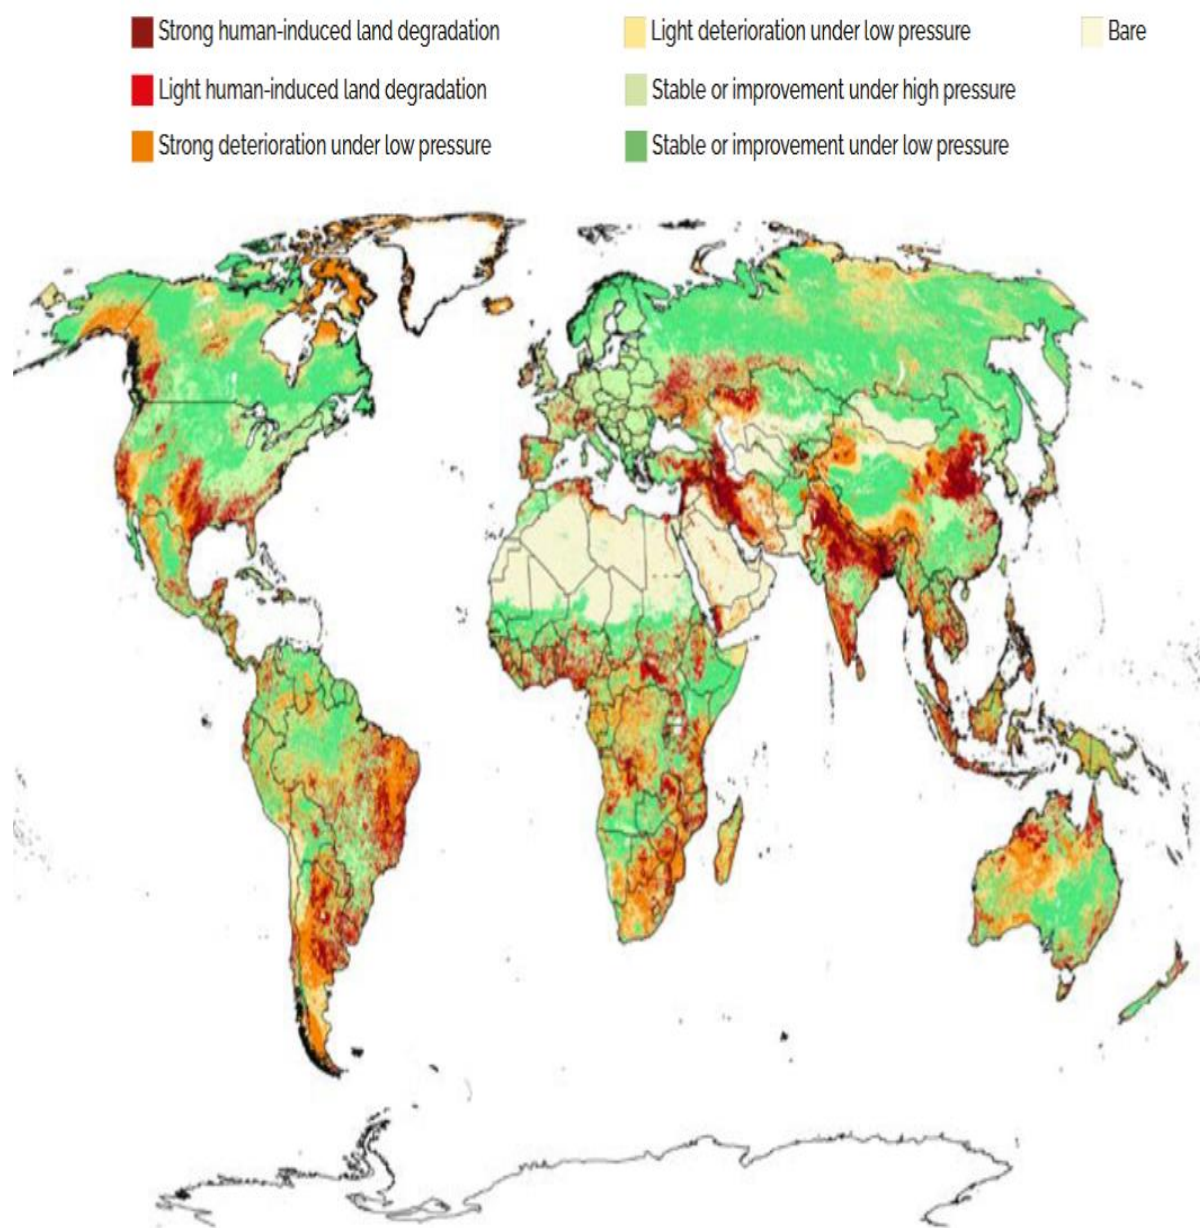 Strong human-induced land degradation
Light human-induced land degradation
Strong deterioration under low pressure
Light deterioration under low pressure
Stable or improvement under high pressure
Stable or improvement under low pressure
Bare